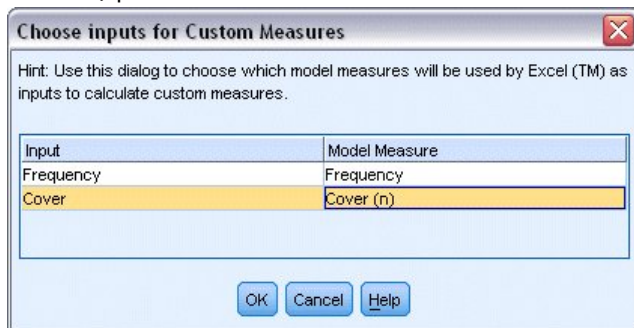 Choose inputs for Custom Measures
Hint: Use this dialog to choose which model measures will be used by Excel (TM) as
inputs to calculate custom measures.
Input Model Measure
Frequency Frequency
Cover Cover (n)
OK Cancel Help